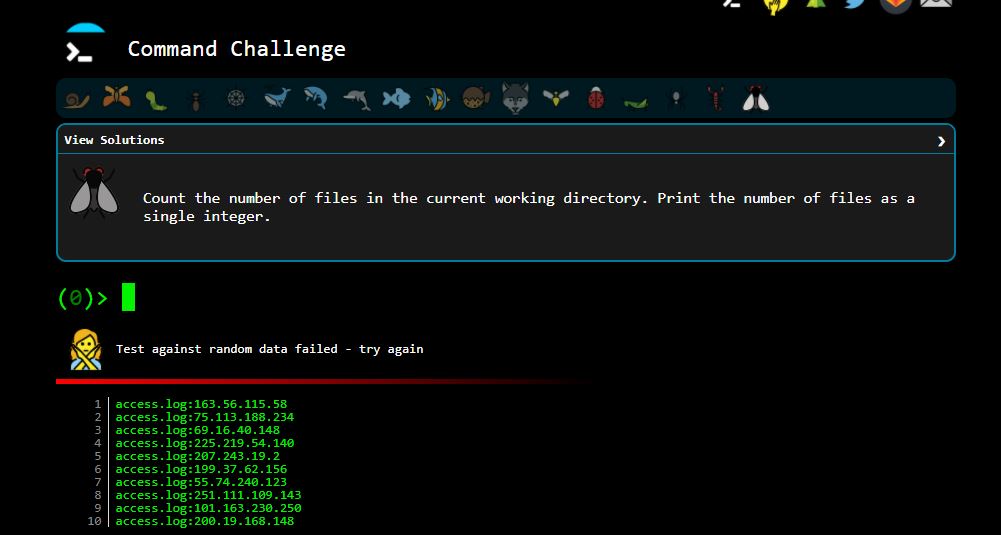 Command Challenge
View Solutions
Count the number of files in the current working directory. Print the number of files as a
single integer.
(0)>
Test against random data failed - try again
1 access.log:163.56.115.58
2 access.log:75.113.188.234
3 access.log:69.16.40.148
4 access.log:225.219.54.140
5 access.log:207.243.19.2
6 access.log:199.37.62.156
7 access.log:55.74.240.123
8 access.log:251.111.109.143
9 access.log:101.163.230.250
10 access.log:200.19.168.148